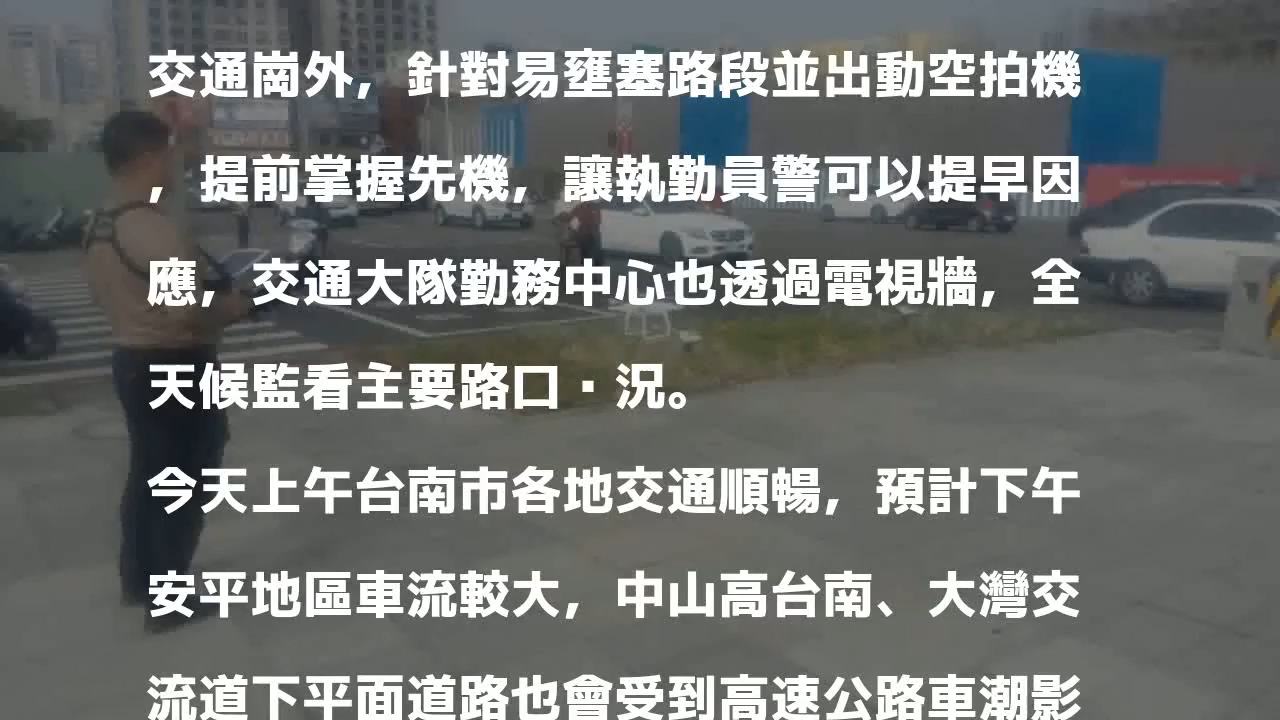 交通崗外，針對易壅塞路段並出動空拍機
，提前掌握先機，讓執勤員警可以提早因
應，交通大隊勤務中心也透過電視牆，全
天候監看主要路口·況。
今天上午台南市各地交通順暢，預計下午
安平地區車流較大，中山高台南、大灣交
流道下平面道路也會受到高速公路車潮影